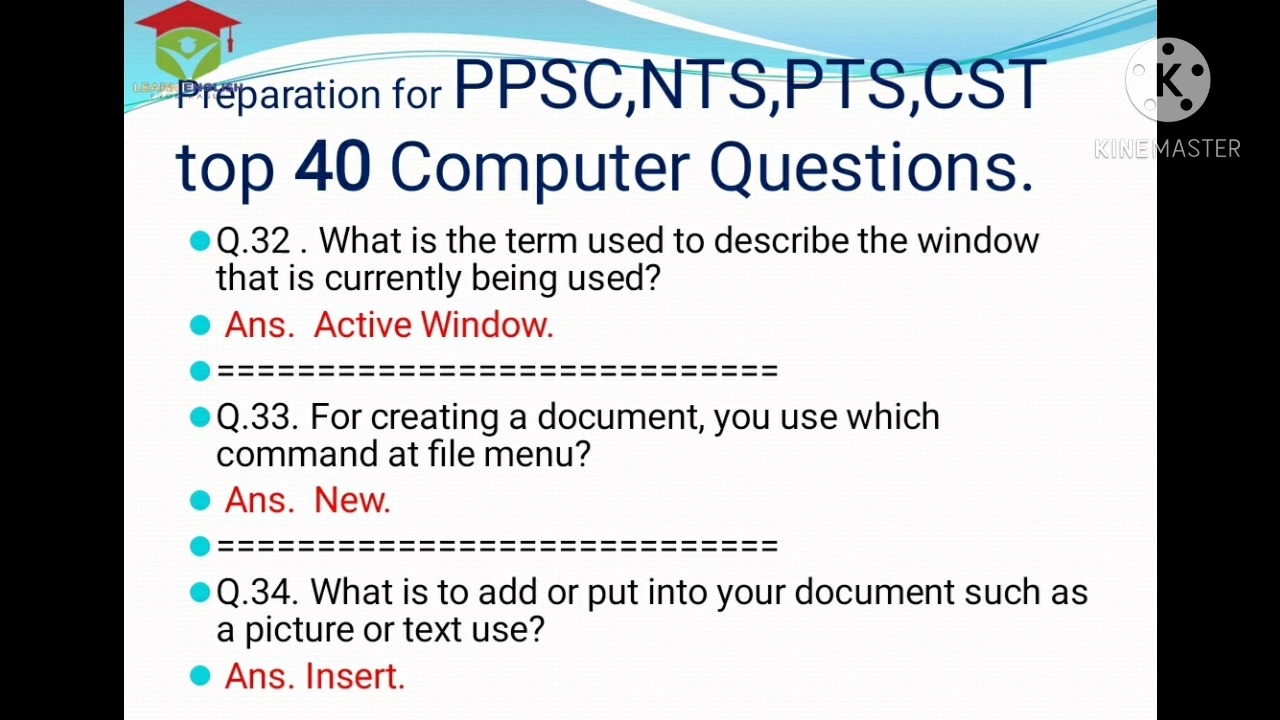 LEARN ENGLISH
Preparation for PPSC,NTS,PTS,CST
K
KINEMASTER
top 40 Computer Questions.
Q.32 . What is the term used to describe the window
that is currently being used?
Ans. Active Window.
============================
Q.33. For creating a document, you use which
command at file menu?
Ans. New.
============================
Q.34. What is to add or put into your document such as
a picture or text use?
Ans. Insert.